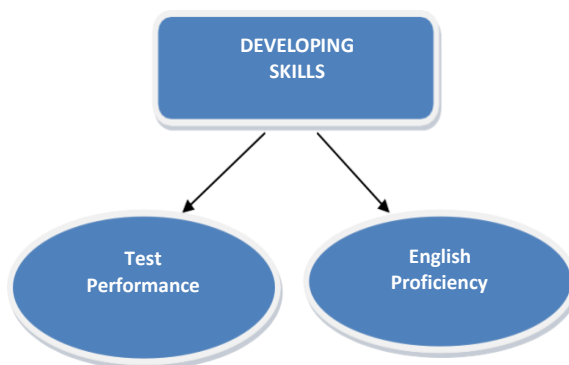 DEVELOPING
SKILLS
Test
Performance
English
Proficiency